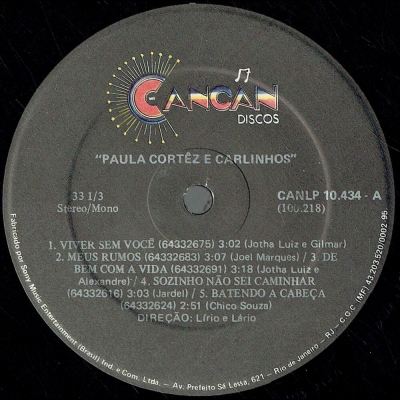 CANCAN
DISCOS
"PAULA CORTÊZ E CARLINHOS"
33 1/3
Stereo/Mono
CANLP 10.434 - A
(100.218)
1. VIVER SEM VOCÊ (64332675) 3:02 (Jotha Luiz e Gilmar)
2. MEUS RUMOS (64332683) 3:07 (Joel Marques) / 3. DE
BEM COM A VIDA (64332691) 3:18 (Jotha Luiz e
Alexandre) / 4. SOZINHO NÃO SEI CAMINHAR
(64332616) 3:03 (Jardel) / 5. BATENDO A CABEÇA
(64332624) 2:51 (Chico Souza)
DIREÇÃO: Lírio e Lário
Fabricado por Sony Music Entertainment (Brasil) Ind. e Com. Ltda. — Av. Prefeito Sá Lessa, 621 — Rio de Janeiro — RJ — C.G.C (MF) 43.203.520/0002-95